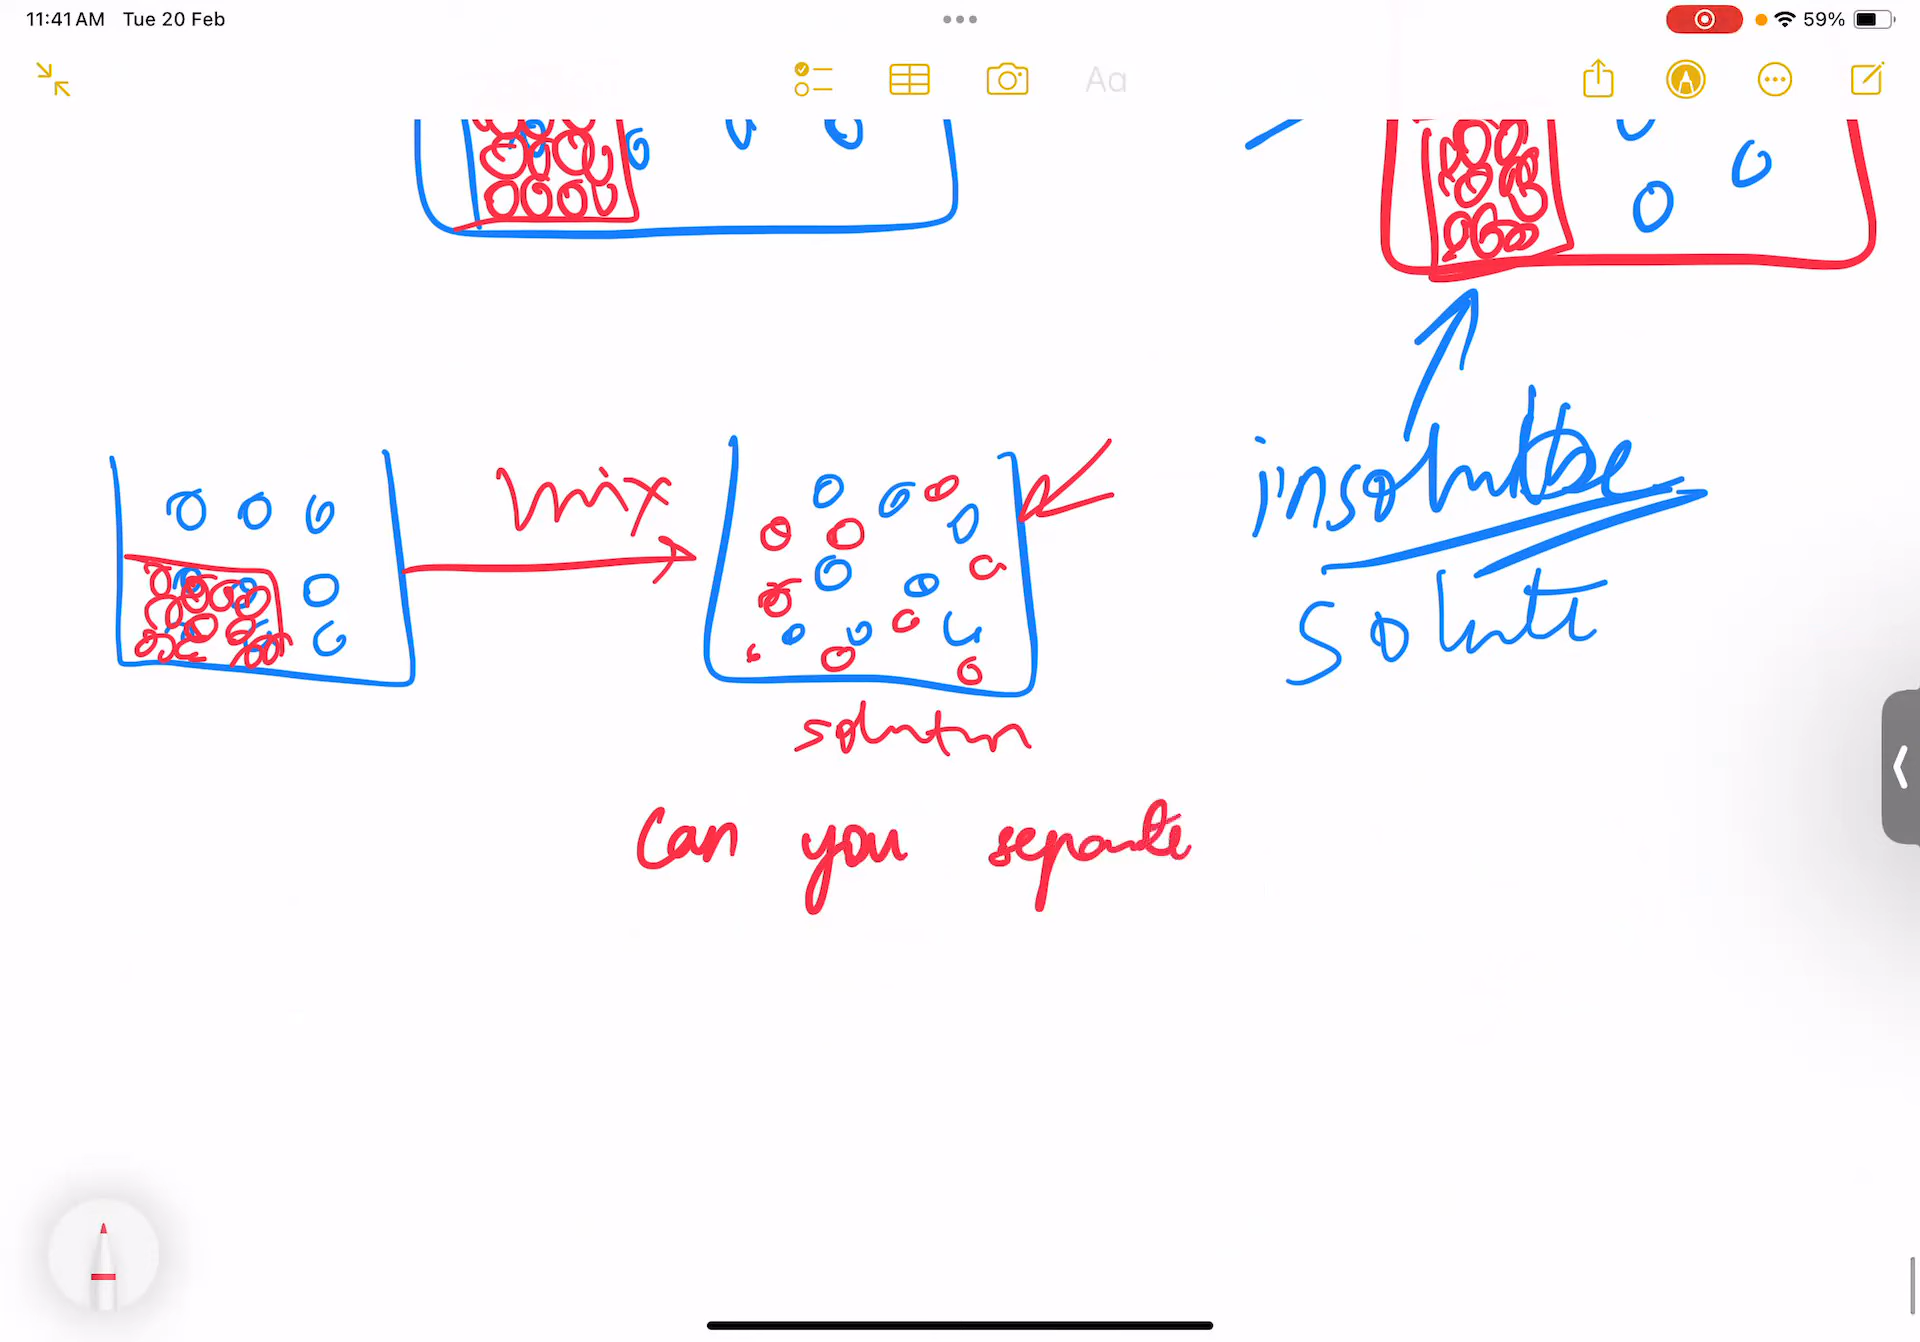 11:41 AM Tue 20 Feb
59%
Aa
mix
insoluble
solute
solution
Can you separate